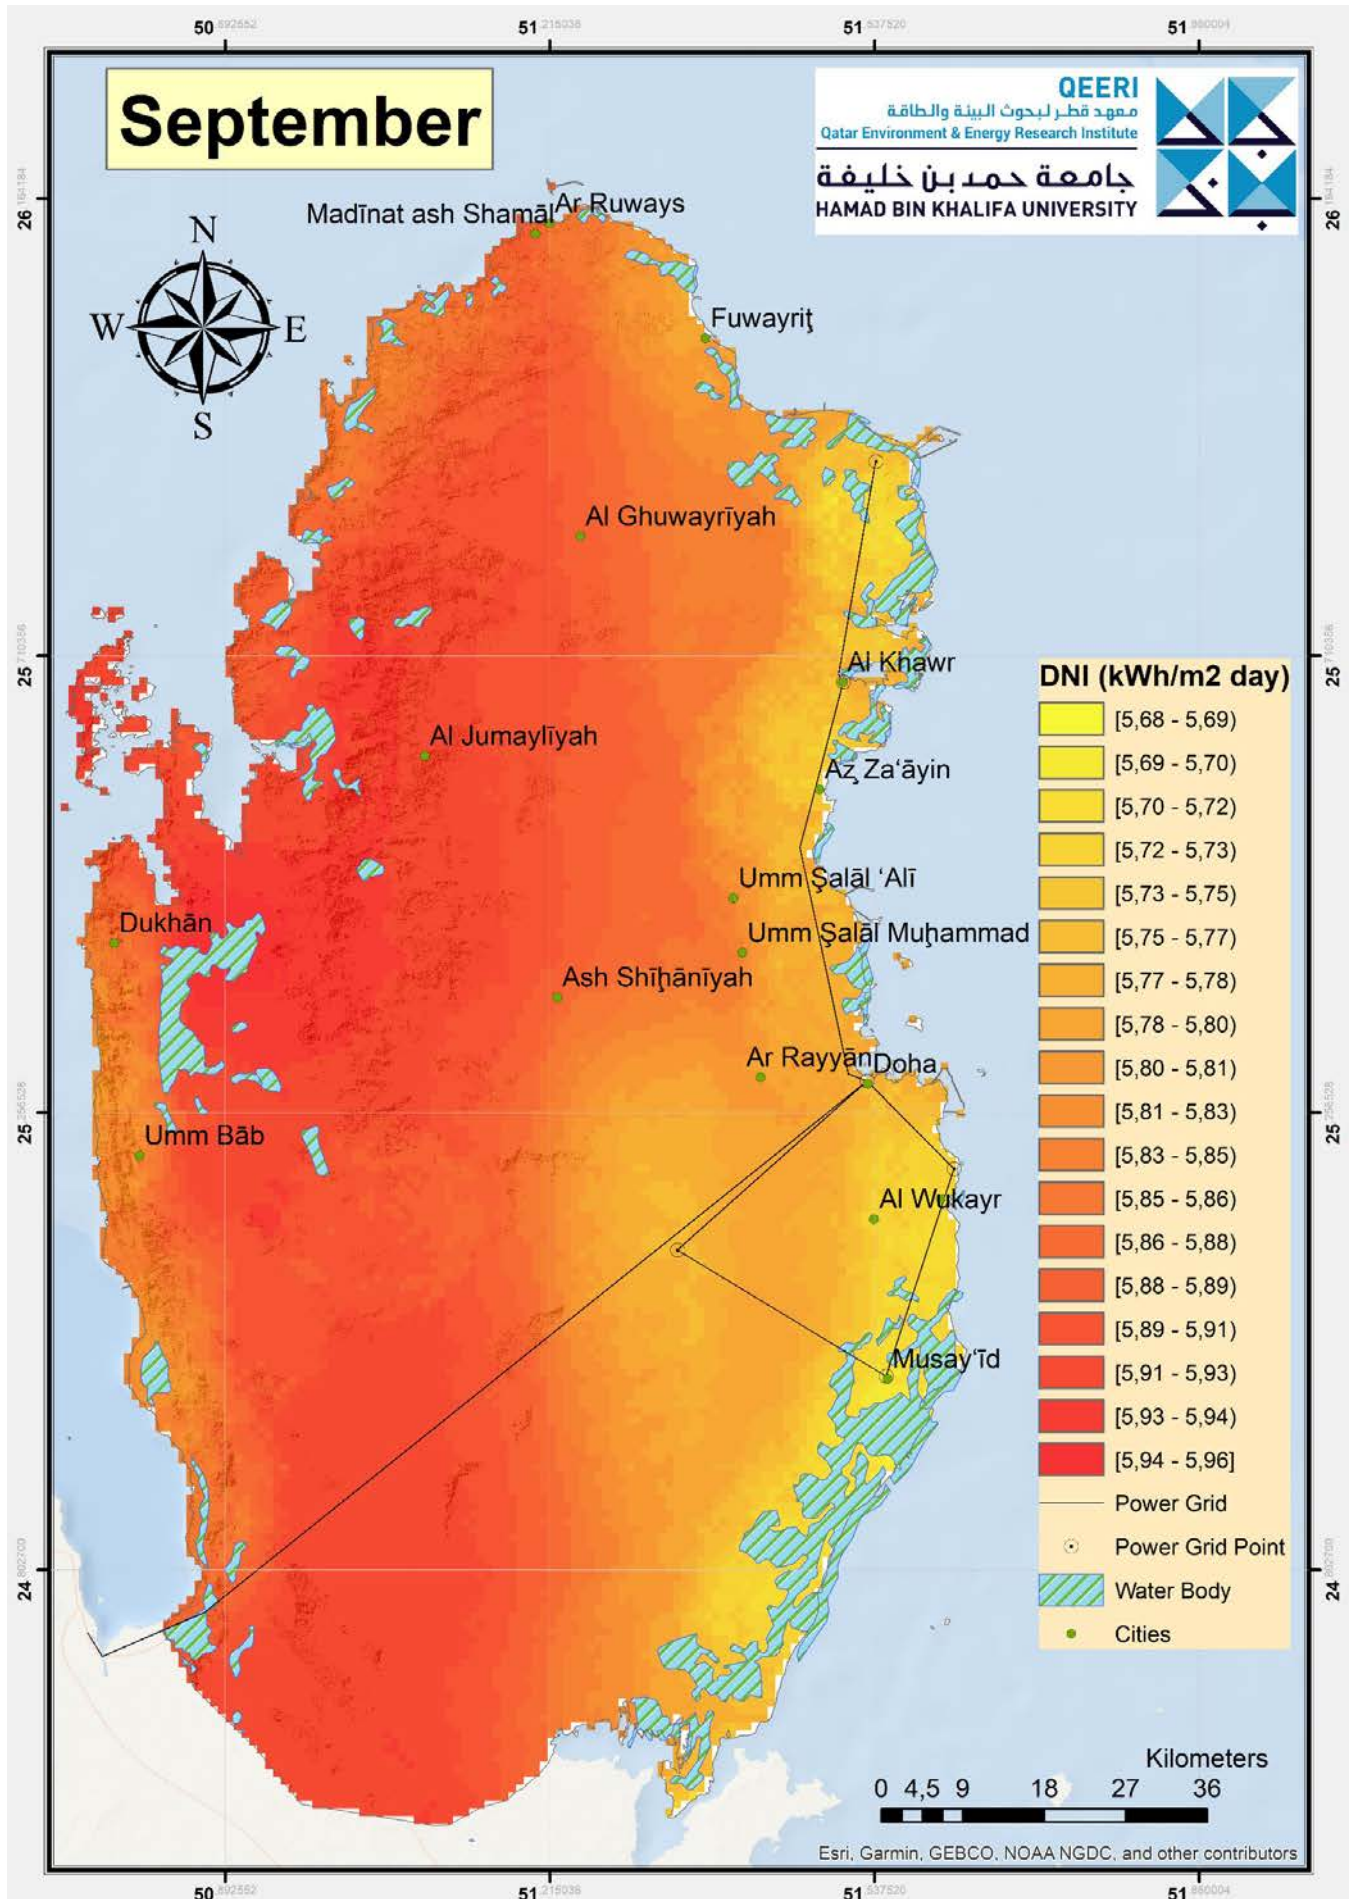 50.892552
51.215036
51.537520
51.860004
September
QEERI
معهد قطر لبحوث البيئة والطاقة
Qatar Environment & Energy Research Institute
جامعة حمد بن خليفة
HAMAD BIN KHALIFA UNIVERSITY
26
26
N
W
E
S
Madīnat ash Shamāl
Ar Ruways
Fuwayriţ
Al Ghuwayrīyah
25
25
Al Khawr
Al Jumaylīyah
Az̧ Za‘āyin
Umm Şalāl ‘Alī
Dukhān
Umm Şalāl Muḩammad
Ash Shīḩānīyah
Ar Rayyān
Doha
25
25
Umm Bāb
Al Wukayr
Musay‘īd
24
24
DNI (kWh/m2 day)
[5,68 - 5,69)
[5,69 - 5,70)
[5,70 - 5,72)
[5,72 - 5,73)
[5,73 - 5,75)
[5,75 - 5,77)
[5,77 - 5,78)
[5,78 - 5,80)
[5,80 - 5,81)
[5,81 - 5,83)
[5,83 - 5,85)
[5,85 - 5,86)
[5,86 - 5,88)
[5,88 - 5,89)
[5,89 - 5,91)
[5,91 - 5,93)
[5,93 - 5,94)
[5,94 - 5,96]
Power Grid
Power Grid Point
Water Body
Cities
Kilometers
0 4,5 9 18 27 36
Esri, Garmin, GEBCO, NOAA NGDC, and other contributors
50.892552
51.215036
51.537520
51.860004